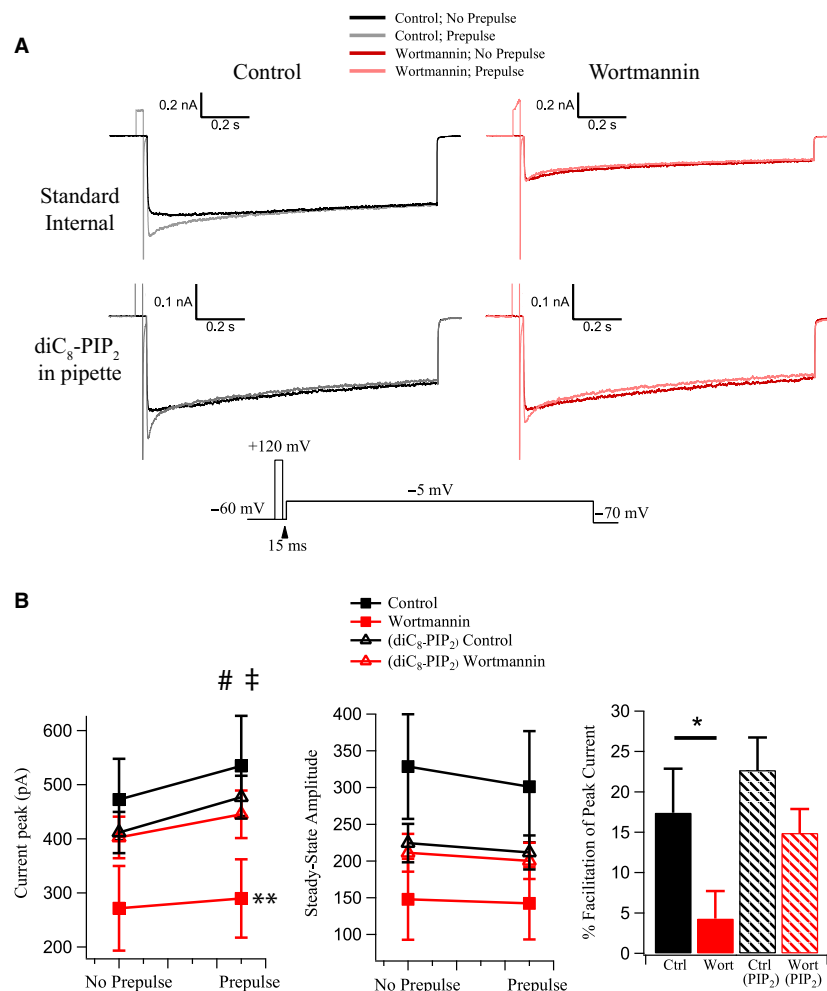 A
Control; No Prepulse
Control; Prepulse
Wortmannin; No Prepulse
Wortmannin; Prepulse
Control
Wortmannin
0.2 nA
0.2 s
0.2 nA
0.2 s
Standard
Internal
0.1 nA
0.2 s
0.1 nA
0.2 s
diC8-PIP2
in pipette
+120 mV
−5 mV
−60 mV
−70 mV
15 ms
B
Control
Wortmannin
(diC8-PIP2) Control
(diC8-PIP2) Wortmannin
# ‡
Current peak (pA)
600
500
400
300
200
**
No Prepulse
Prepulse
Steady-State Amplitude
400
350
300
250
200
150
100
No Prepulse
Prepulse
% Facilitation of Peak Current
30
25
20
15
10
5
0
*
Ctrl
Wort
Ctrl
(PIP2)
Wort
(PIP2)